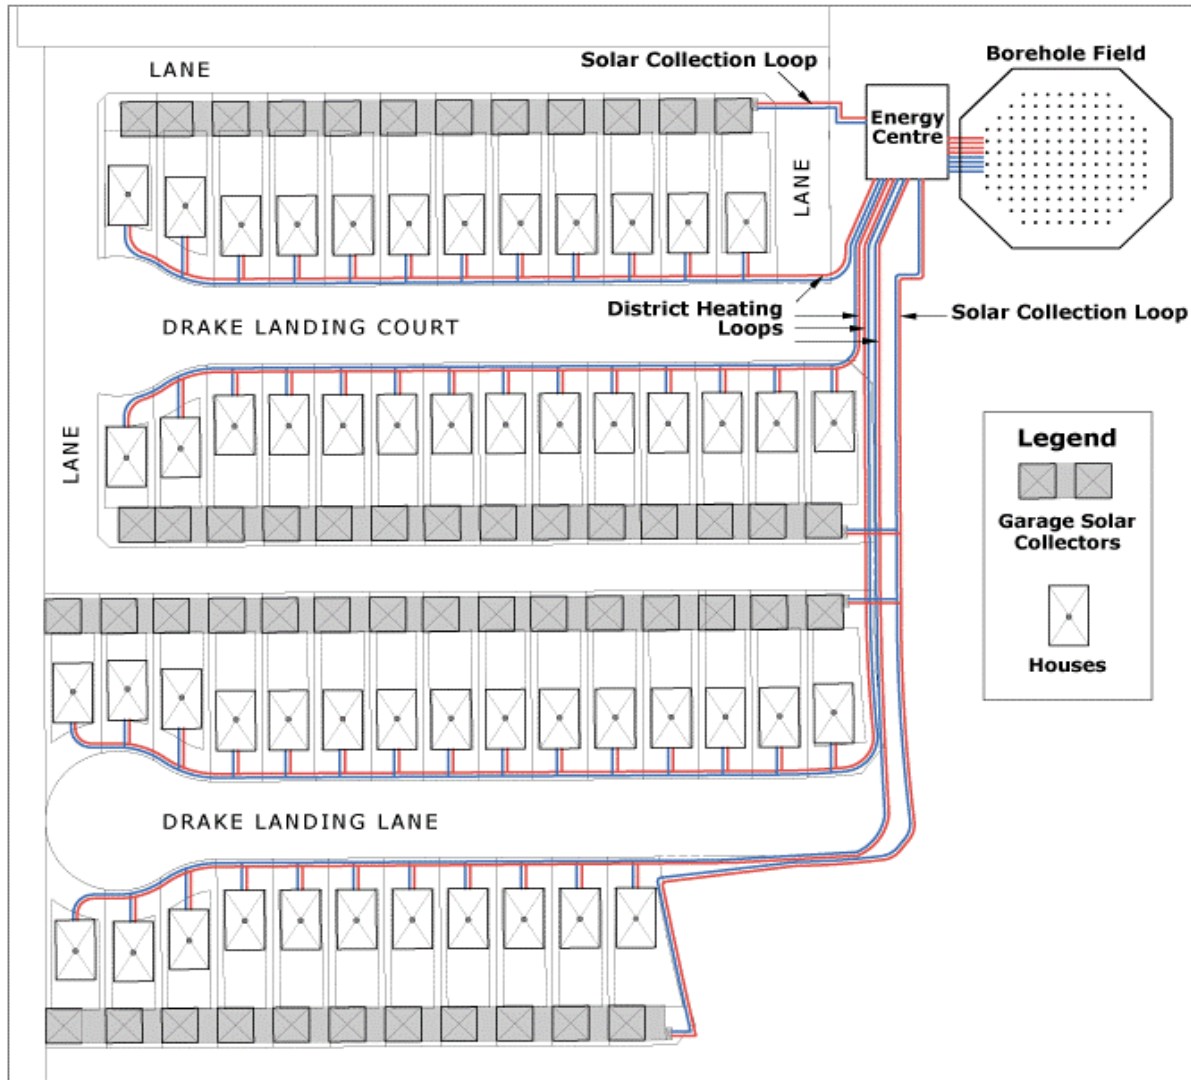 LANE
Solar Collection Loop
Borehole Field
Energy
Centre
LANE
District Heating
Loops
Solar Collection Loop
DRAKE LANDING COURT
LANE
Legend
Garage Solar
Collectors
Houses
DRAKE LANDING LANE